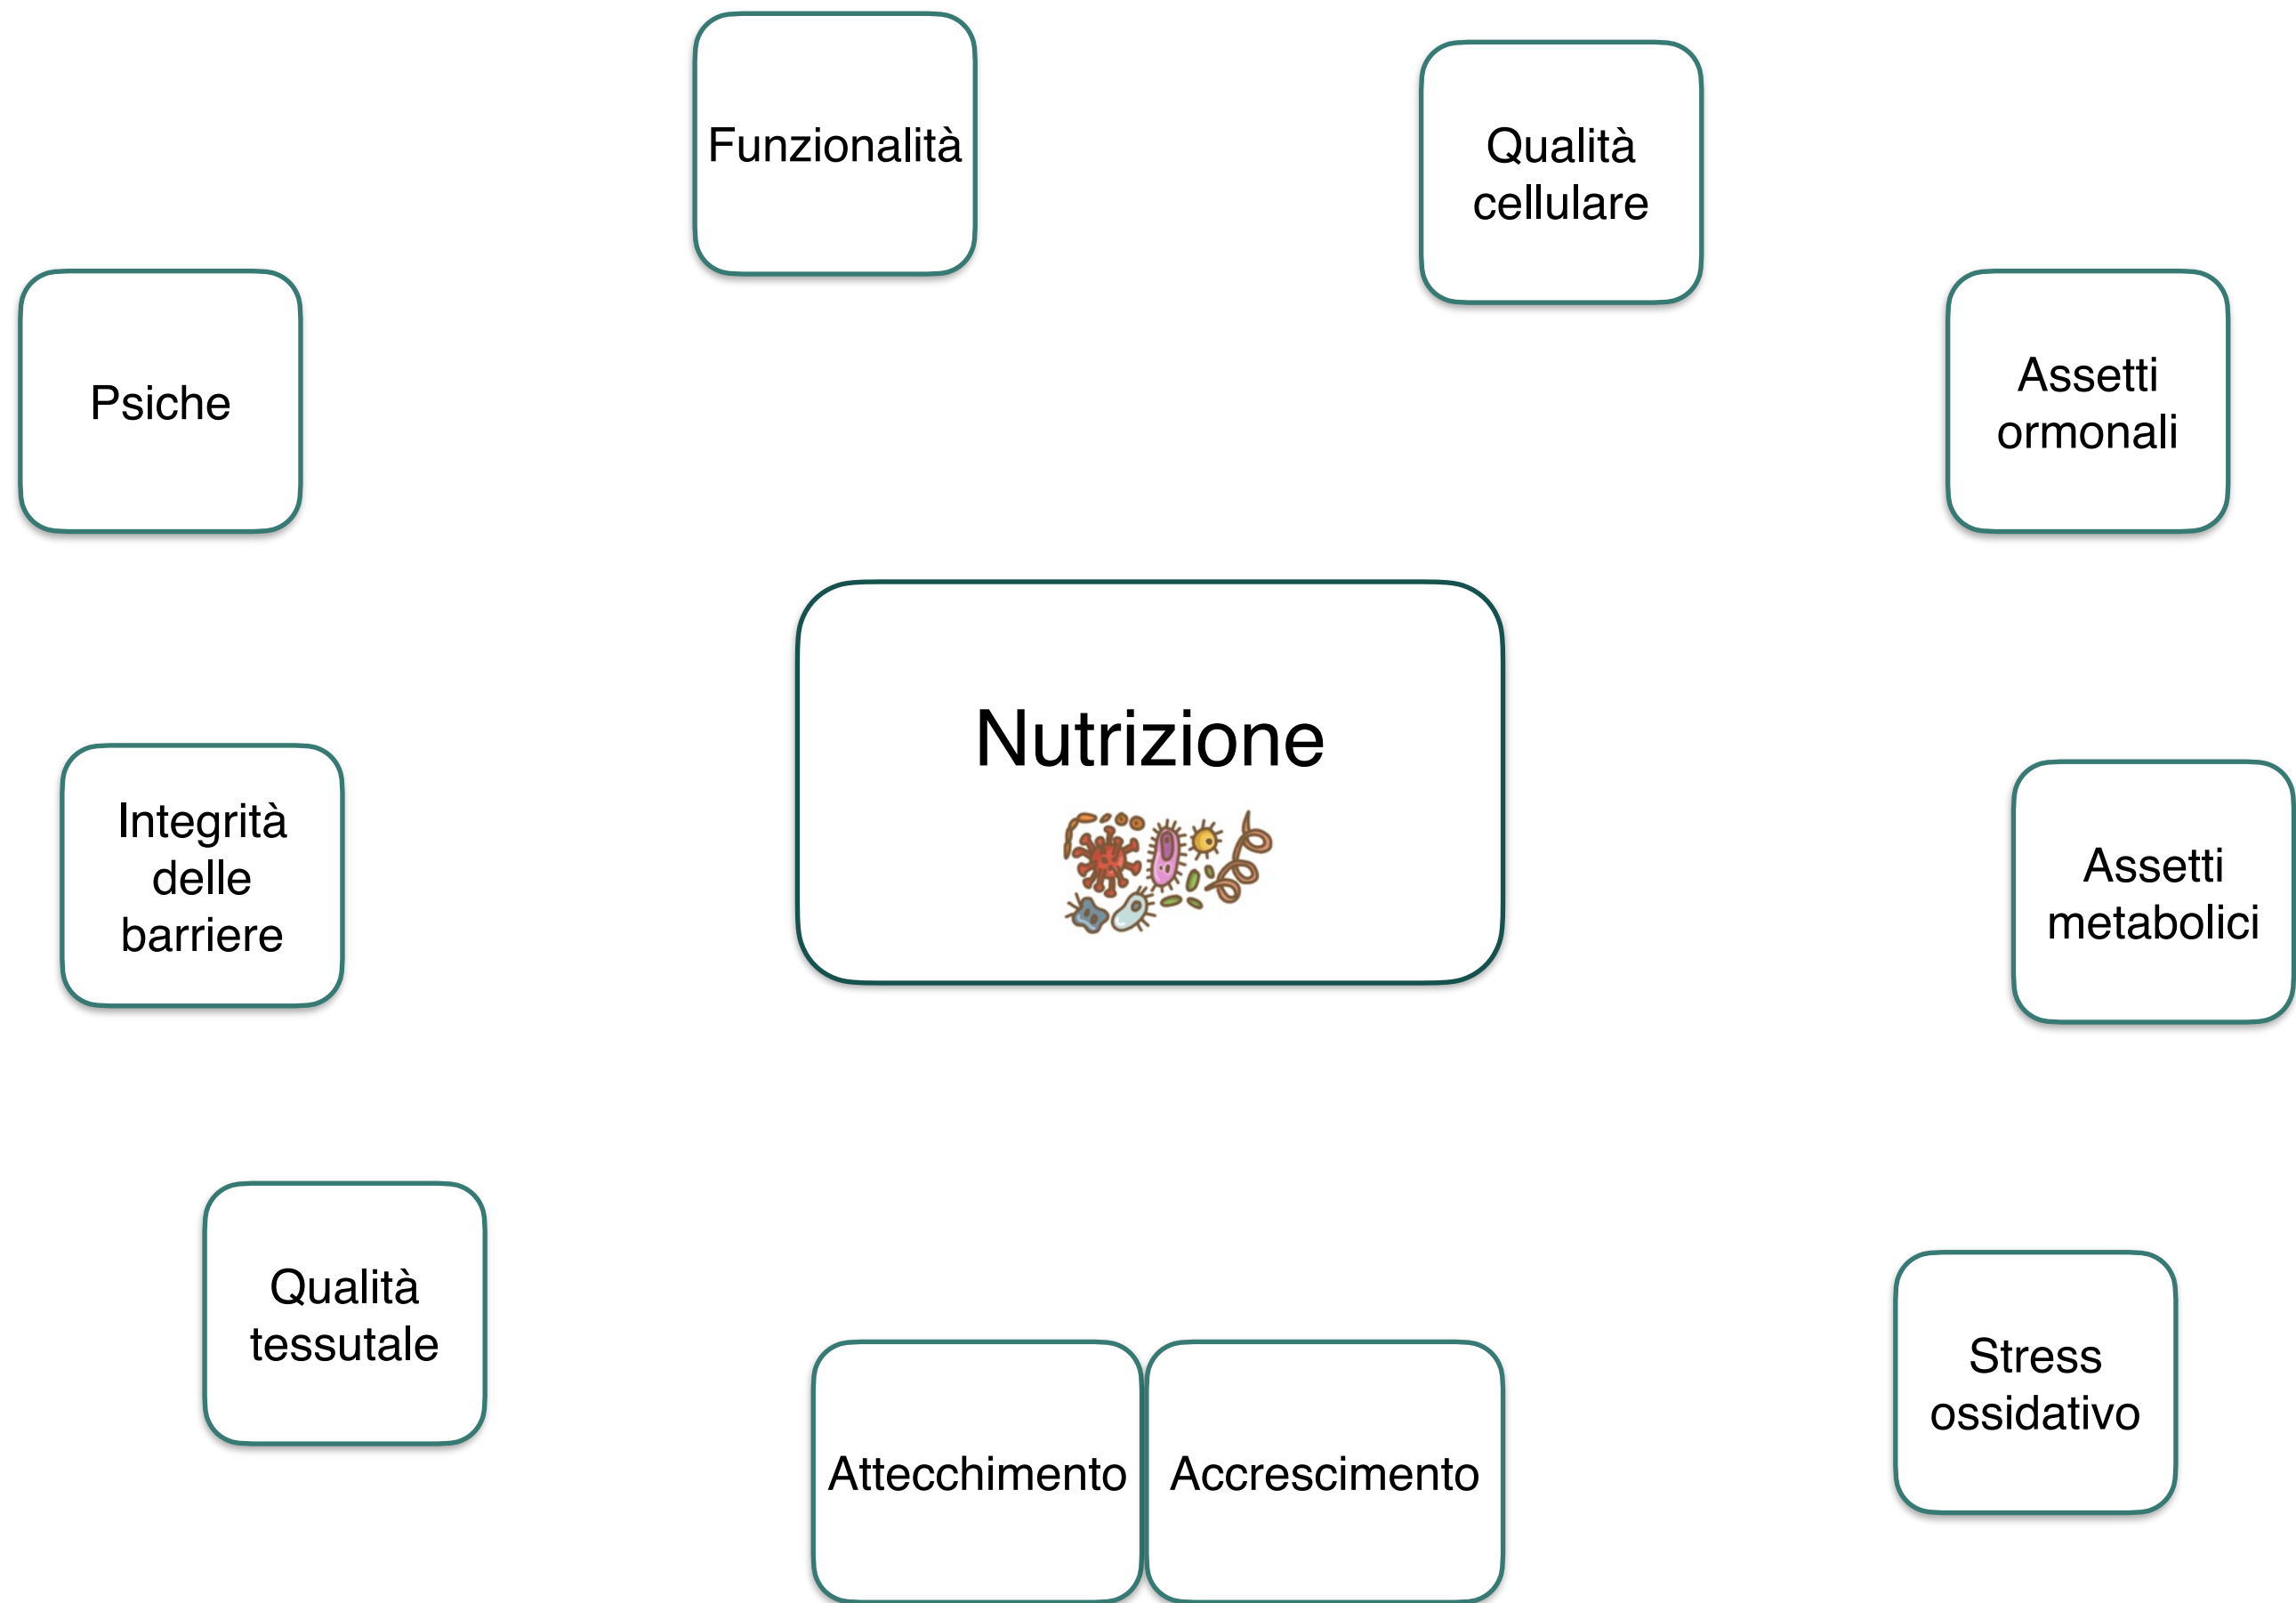 Funzionalità
Qualità
cellulare
Psiche
Assetti
ormonali
Nutrizione
Integrità
delle
barriere
Assetti
metabolici
Qualità
tessutale
Stress
ossidativo
Attecchimento
Accrescimento